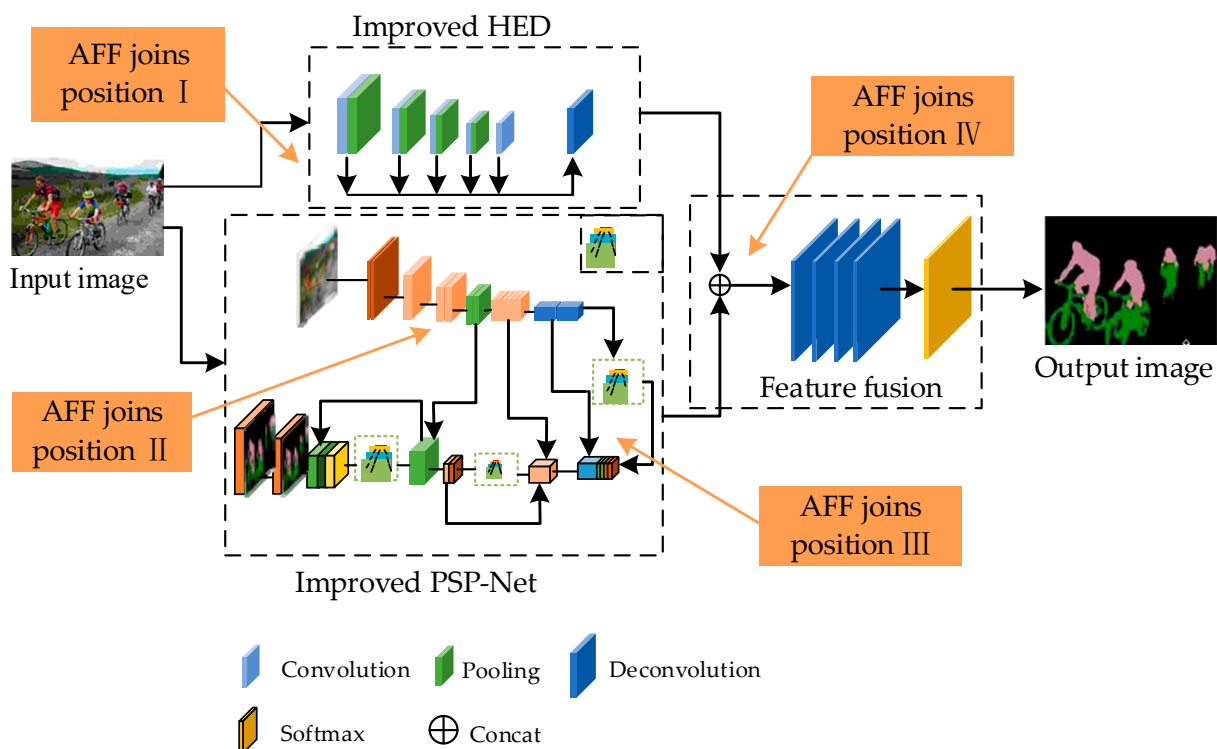 Improved HED
AFF joins
position Ⅰ
AFF joins
position Ⅳ
Input image
Feature fusion
Output image
AFF joins
position Ⅱ
AFF joins
position Ⅲ
Improved PSP-Net
Convolution
Pooling
Deconvolution
Softmax
Concat